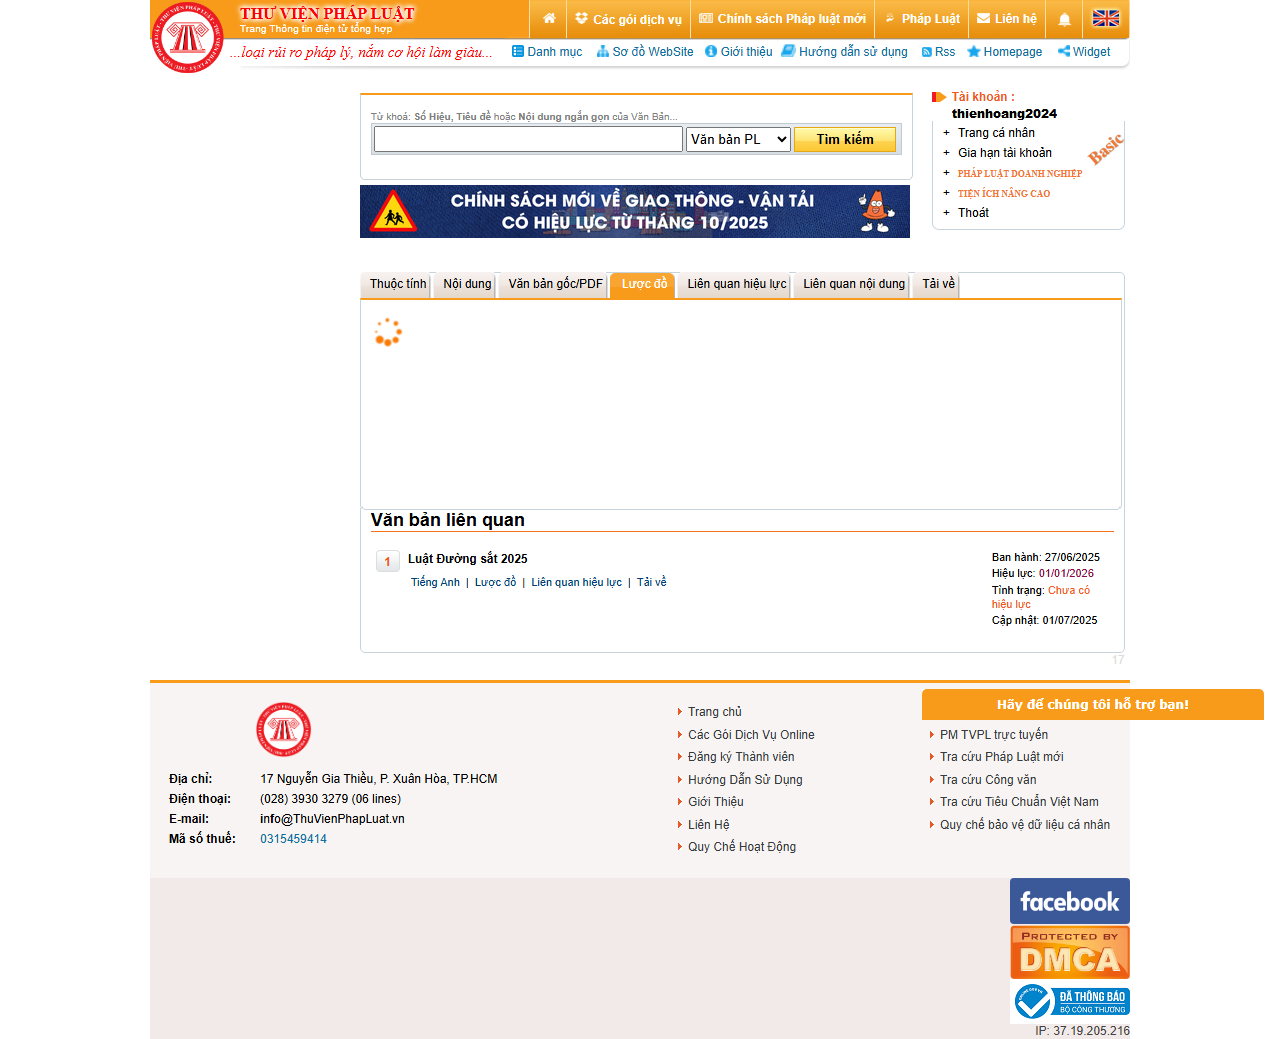 THƯ VIỆN PHÁP LUẬT
Trang Thông tin điện tử tổng hợp
Các gói dịch vụ
Chính sách Pháp luật mới
Pháp Luật
Liên hệ
...loại rủi ro pháp lý, nắm cơ hội làm giàu...
Danh mục
Sơ đồ WebSite
Giới thiệu
Hướng dẫn sử dụng
Rss
Homepage
Widget
Từ khoá: Số Hiệu, Tiêu đề hoặc Nội dung ngắn gọn của Văn Bản...
Văn bản PL
Tìm kiếm
Tài khoản :
thienhoang2024
+ Trang cá nhân
+ Gia hạn tài khoản
+ PHÁP LUẬT DOANH NGHIỆP
+ TIỆN ÍCH NÂNG CAO
+ Thoát
Basic
CHÍNH SÁCH MỚI VỀ GIAO THÔNG - VẬN TẢI
CÓ HIỆU LỰC TỪ THÁNG 10/2025
Thuộc tính
Nội dung
Văn bản gốc/PDF
Lược đồ
Liên quan hiệu lực
Liên quan nội dung
Tải về
Văn bản liên quan
1
Luật Đường sắt 2025
Tiếng Anh | Lược đồ | Liên quan hiệu lực | Tải về
Ban hành: 27/06/2025
Hiệu lực: 01/01/2026
Tình trạng: Chưa có
hiệu lực
Cập nhật: 01/07/2025
17
Địa chỉ: 17 Nguyễn Gia Thiều, P. Xuân Hòa, TP.HCM
Điện thoại: (028) 3930 3279 (06 lines)
E-mail: info@ThuVienPhapLuat.vn
Mã số thuế: 0315459414
Trang chủ
Các Gói Dịch Vụ Online
Đăng ký Thành viên
Hướng Dẫn Sử Dụng
Giới Thiệu
Liên Hệ
Quy Chế Hoạt Động
Hãy để chúng tôi hỗ trợ bạn!
PM TVPL trực tuyến
Tra cứu Pháp Luật mới
Tra cứu Công văn
Tra cứu Tiêu Chuẩn Việt Nam
Quy chế bảo vệ dữ liệu cá nhân
facebook
PROTECTED BY
DMCA
ĐÃ THÔNG BÁO
BỘ CÔNG THƯƠNG
IP: 37.19.205.216